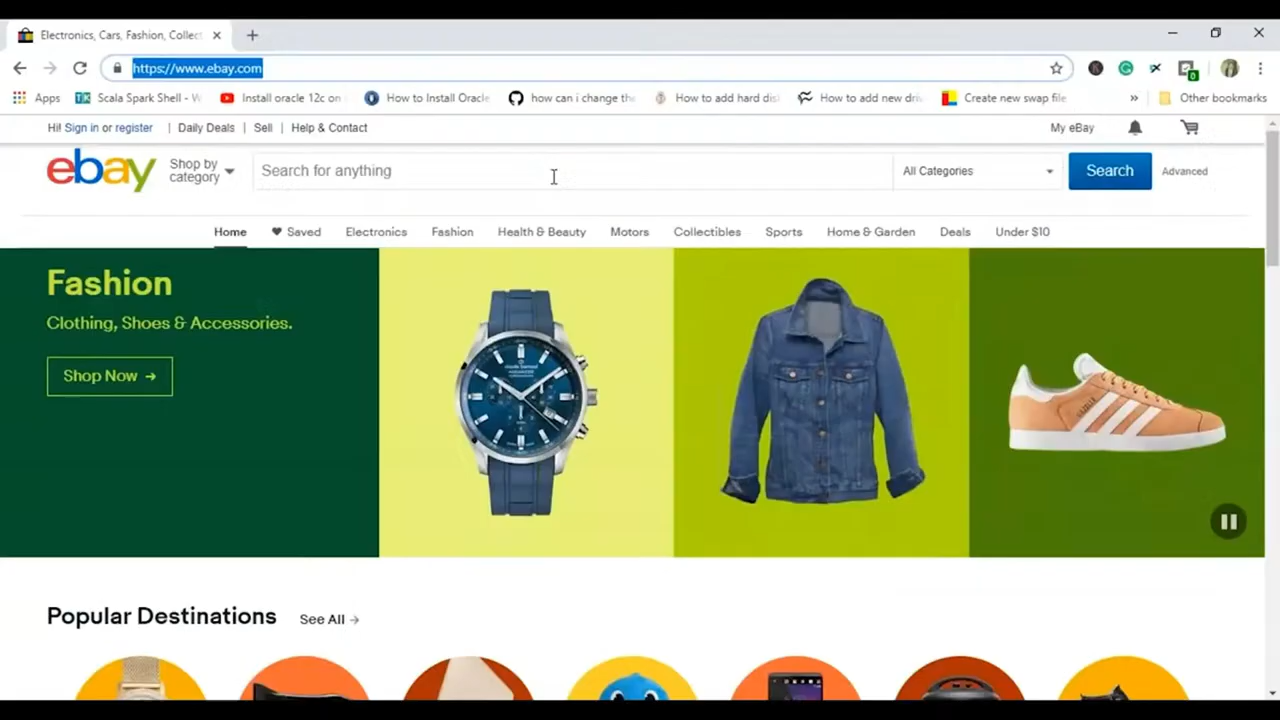 Electronics, Cars, Fashion, Collect
https://www.ebay.com
0
Apps
Scala Spark Shell - W
Install oracle 12c on
How to Install Oracle
how can i change the
How to add hard dis
How to add new driv
Create new swap file
»
Other bookmarks
Hi! Sign in or register | Daily Deals | Sell | Help & Contact
My eBay
ebay
Shop by
category
Search for anything
All Categories
Search
Advanced
Home
Saved
Electronics
Fashion
Health & Beauty
Motors
Collectibles
Sports
Home & Garden
Deals
Under $10
Fashion
Clothing, Shoes & Accessories.
Shop Now →
Popular Destinations
See All →